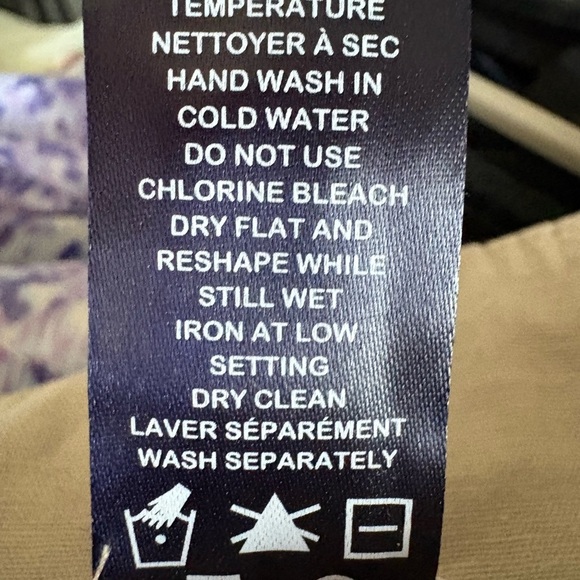 TEMPERATURE
NETTOYER À SEC
HAND WASH IN
COLD WATER
DO NOT USE
CHLORINE BLEACH
DRY FLAT AND
RESHAPE WHILE
STILL WET
IRON AT LOW
SETTING
DRY CLEAN
LAVER SÉPARÉMENT
WASH SEPARATELY